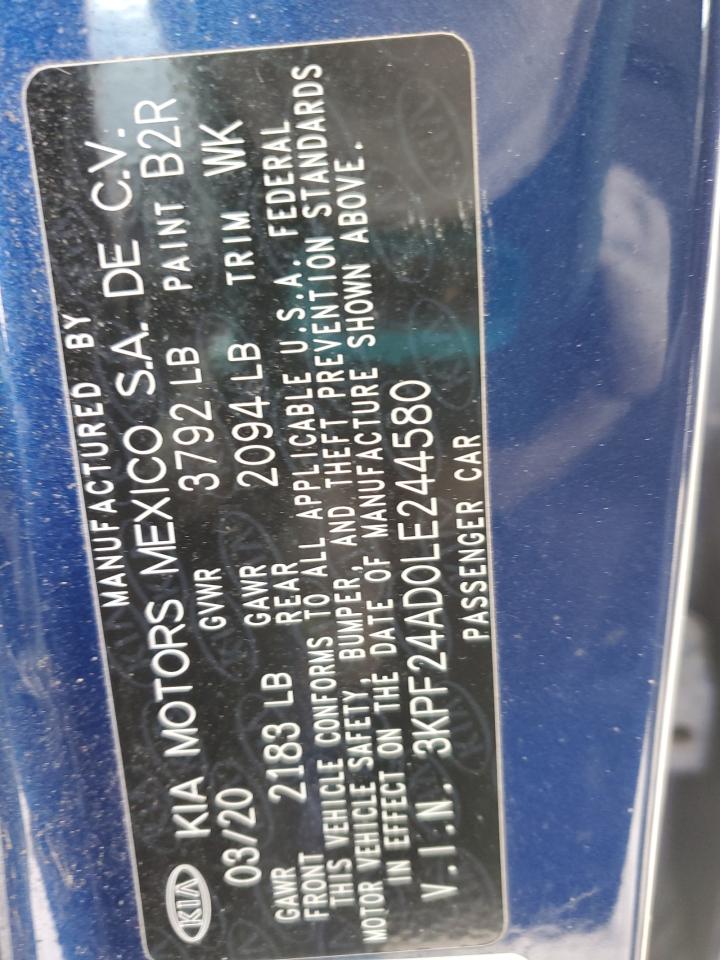 MANUFACTURED BY
KIA KIA MOTORS MEXICO S.A. DE C.V.
03/20 GVWR 3792 LB PAINT B2R
GAWR FRONT 2183 LB GAWR REAR 2094 LB TRIM WK
THIS VEHICLE CONFORMS TO ALL APPLICABLE U.S.A. FEDERAL
MOTOR VEHICLE SAFETY, BUMPER, AND THEFT PREVENTION STANDARDS
IN EFFECT ON THE DATE OF MANUFACTURE SHOWN ABOVE.
V.I.N. 3KPF24AD0LE244580
PASSENGER CAR